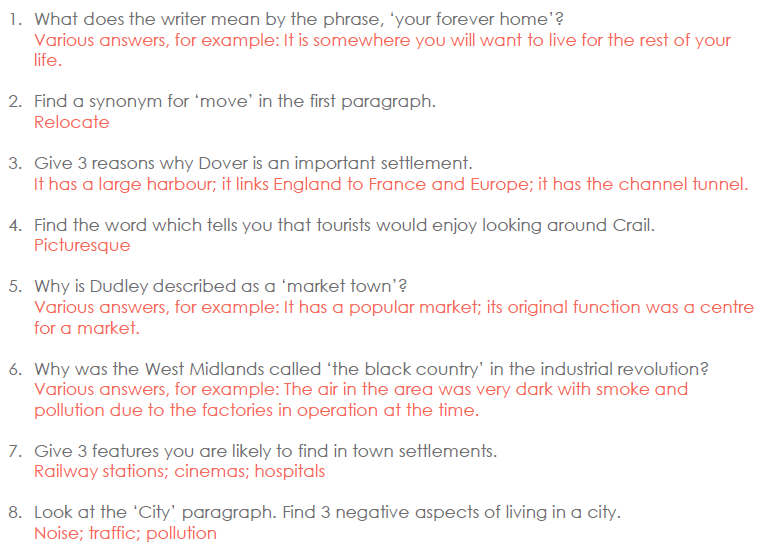 1. What does the writer mean by the phrase, ‘your forever home’?
Various answers, for example: It is somewhere you will want to live for the rest of your
life.
2. Find a synonym for ‘move’ in the first paragraph.
Relocate
3. Give 3 reasons why Dover is an important settlement.
It has a large harbour; it links England to France and Europe; it has the channel tunnel.
4. Find the word which tells you that tourists would enjoy looking around Crail.
Picturesque
5. Why is Dudley described as a ‘market town’?
Various answers, for example: It has a popular market; its original function was a centre
for a market.
6. Why was the West Midlands called ‘the black country’ in the industrial revolution?
Various answers, for example: The air in the area was very dark with smoke and
pollution due to the factories in operation at the time.
7. Give 3 features you are likely to find in town settlements.
Railway stations; cinemas; hospitals
8. Look at the ‘City’ paragraph. Find 3 negative aspects of living in a city.
Noise; traffic; pollution